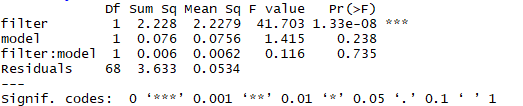 Df Sum Sq Mean Sq F value Pr(>F)
filter 1 2.228 2.2279 41.703 1.33e-08 ***
model 1 0.076 0.0756 1.415 0.238
filter:model 1 0.006 0.0062 0.116 0.735
Residuals 68 3.633 0.0534
---
Signif. codes: 0 ‘***’ 0.001 ‘**’ 0.01 ‘*’ 0.05 ‘.’ 0.1 ‘ ’ 1